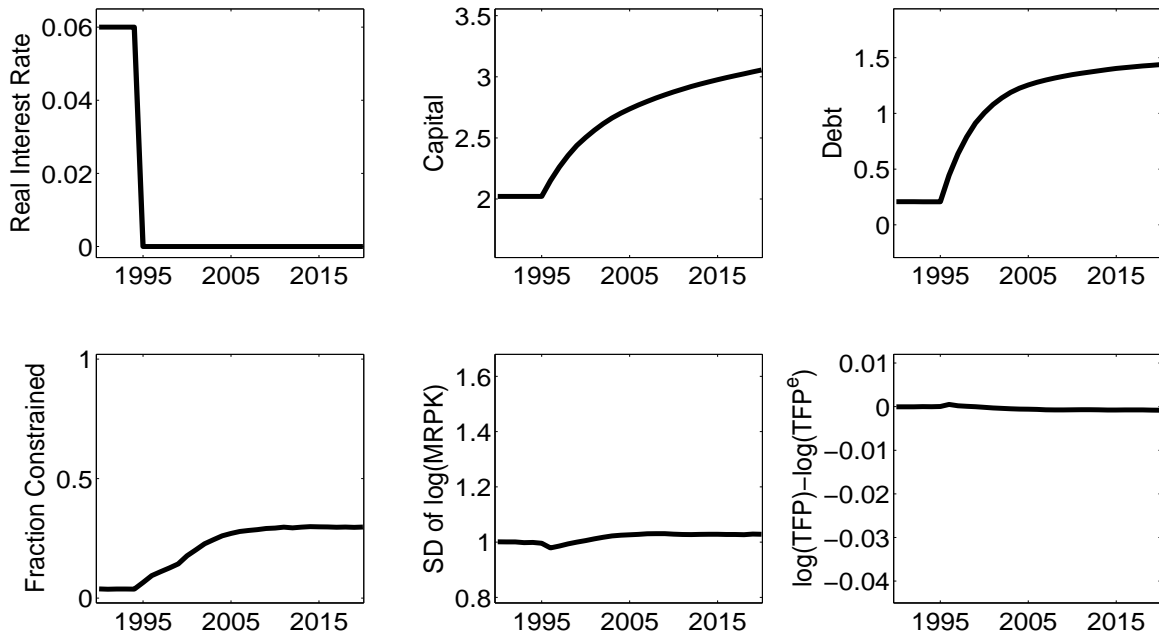 Real Interest Rate
0.06
0.04
0.02
0
1995 2005 2015
Capital
3.5
3
2.5
2
1995 2005 2015
Debt
1.5
1
0.5
0
1995 2005 2015
Fraction Constrained
1
0.5
0
1995 2005 2015
SD of log(MRPK)
1.6
1.4
1.2
1
0.8
1995 2005 2015
log(TFP)−log(TFPᵉ)
0.01
0
−0.01
−0.02
−0.03
−0.04
1995 2005 2015